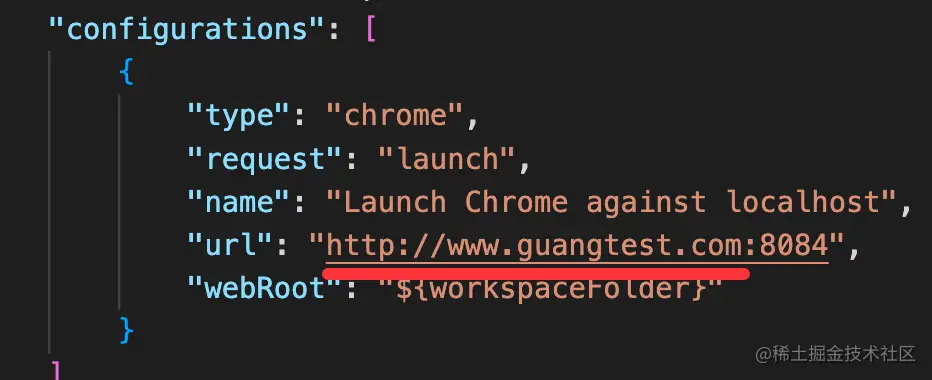 "configurations": [
{
"type": "chrome",
"request": "launch",
"name": "Launch Chrome against localhost",
"url": "http://www.guangtest.com:8084",
"webRoot": "${workspaceFolder}"
}
]
@稀土掘金技术社区